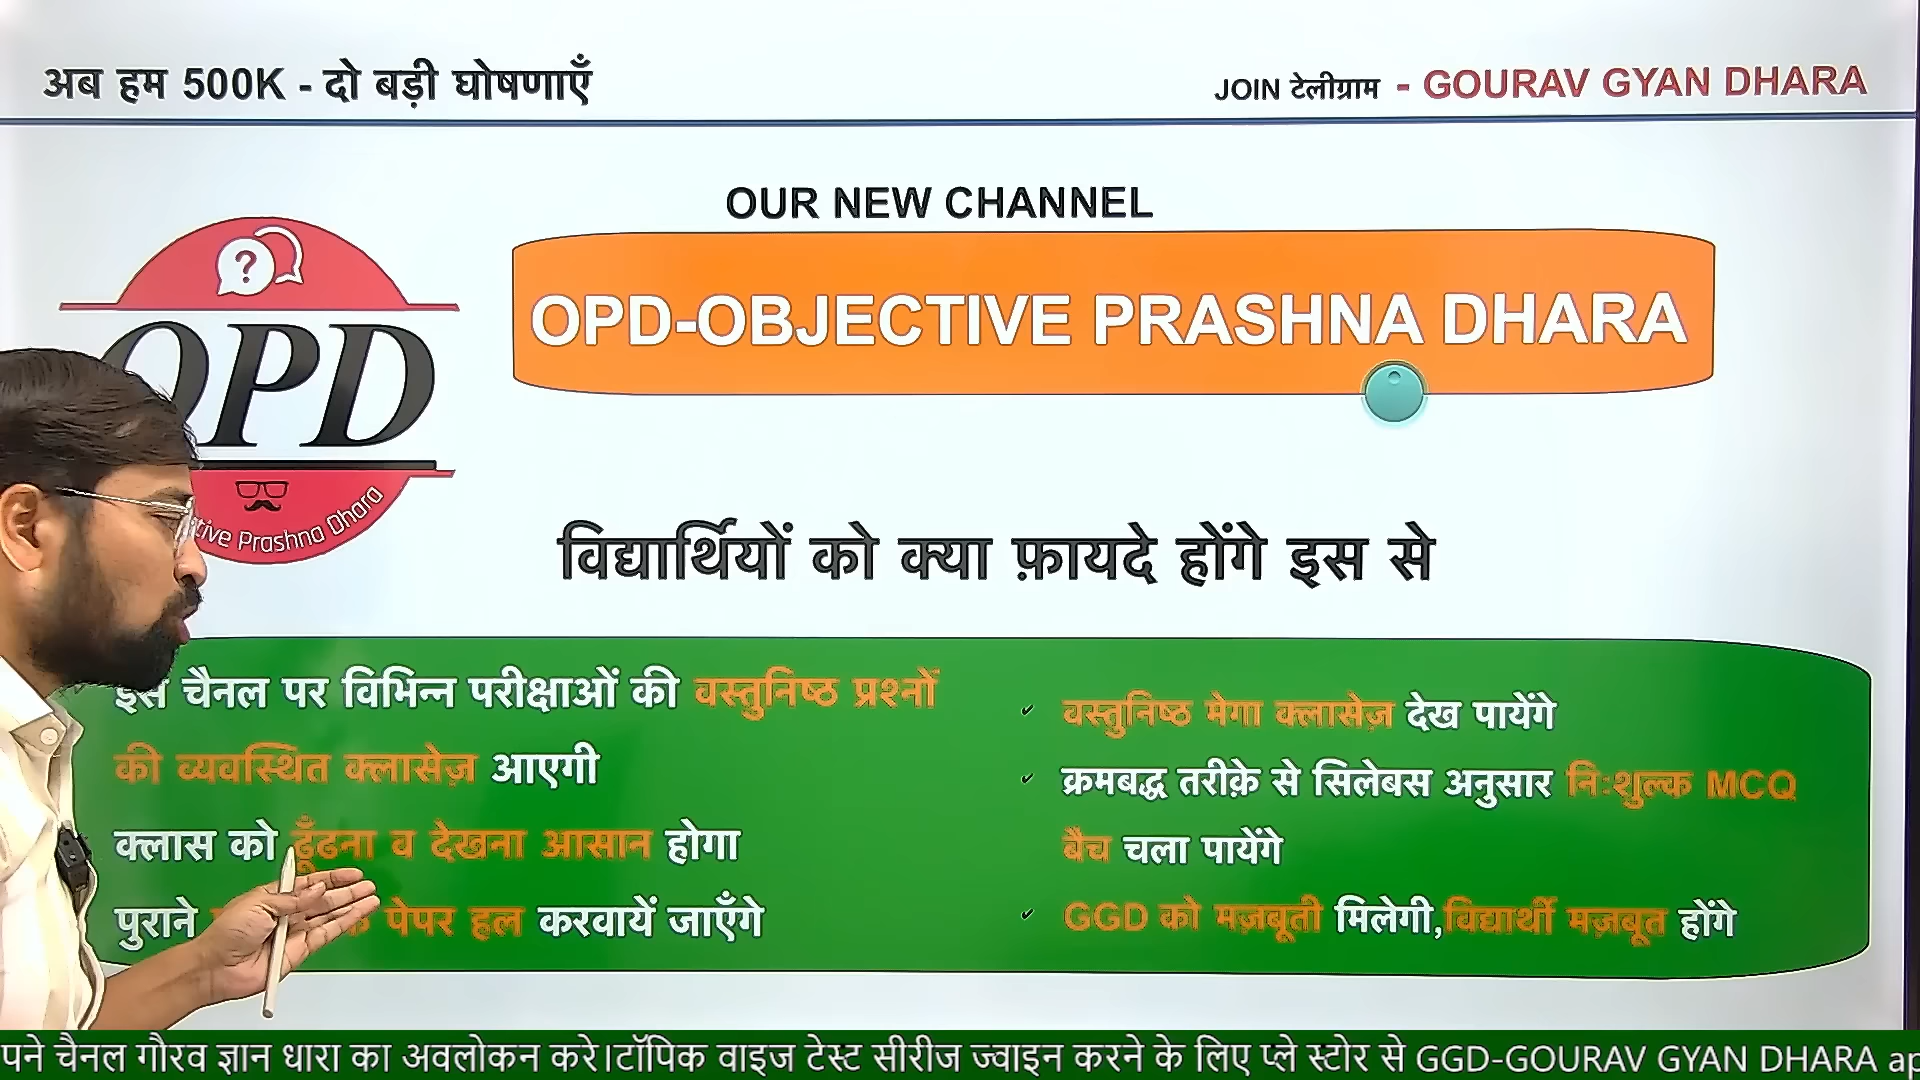 अब हम 500K - दो बड़ी घोषणाएँ
JOIN टेलीग्राम - GOURAV GYAN DHARA
OUR NEW CHANNEL
OPD-OBJECTIVE PRASHNA DHARA
?
OPD
Prashna Dhara
विद्यार्थियों को क्या फ़ायदे होंगे इस से
इस चैनल पर विभिन्न परीक्षाओं की वस्तुनिष्ठ प्रश्नों
की व्यवस्थित क्लासेज़ आएगी
क्लास को ढूँढना व देखना आसान होगा
पुराने पेपर हल करवायें जाएँगे
✓ वस्तुनिष्ठ मेगा क्लासेज़ देख पायेंगे
✓ क्रमबद्ध तरीक़े से सिलेबस अनुसार निःशुल्क MCQ
बैच चला पायेंगे
✓ GGD को मज़बूती मिलेगी,विद्यार्थी मज़बूत होंगे
पने चैनल गौरव ज्ञान धारा का अवलोकन करे।टॉपिक वाइज टेस्ट सीरीज ज्वाइन करने के लिए प्ले स्टोर से GGD-GOURAV GYAN DHARA ap